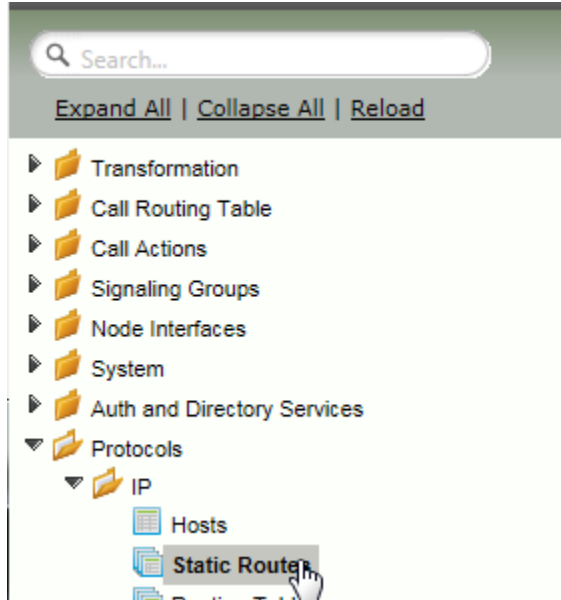 Search...
Expand All | Collapse All | Reload
Transformation
Call Routing Table
Call Actions
Signaling Groups
Node Interfaces
System
Auth and Directory Services
Protocols
IP
Hosts
Static Routes